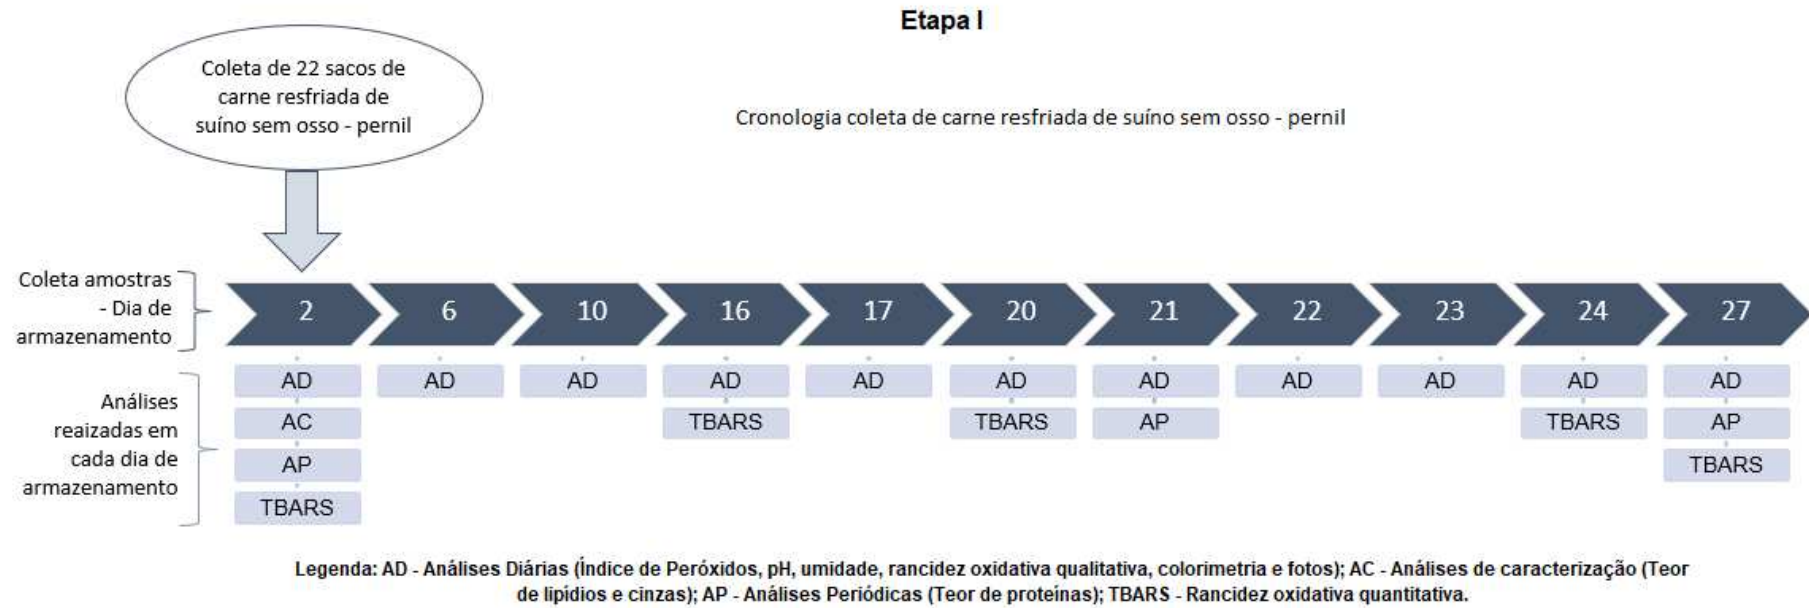 Etapa I
Coleta de 22 sacos de
carne resfriada de
suíno sem osso - pernil
Cronologia coleta de carne resfriada de suíno sem osso - pernil
Coleta amostras
- Dia de
armazenamento
2 6 10 16 17 20 21 22 23 24 27
Análises
reaizadas em
cada dia de
armazenamento
AD AD AD AD AD AD AD AD AD AD AD
AC TBARS TBARS AP TBARS AP
AP TBARS
TBARS
Legenda: AD - Análises Diárias (Índice de Peróxidos, pH, umidade, rancidez oxidativa qualitativa, colorimetria e fotos); AC - Análises de caracterização (Teor
de lipídios e cinzas); AP - Análises Periódicas (Teor de proteínas); TBARS - Rancidez oxidativa quantitativa.